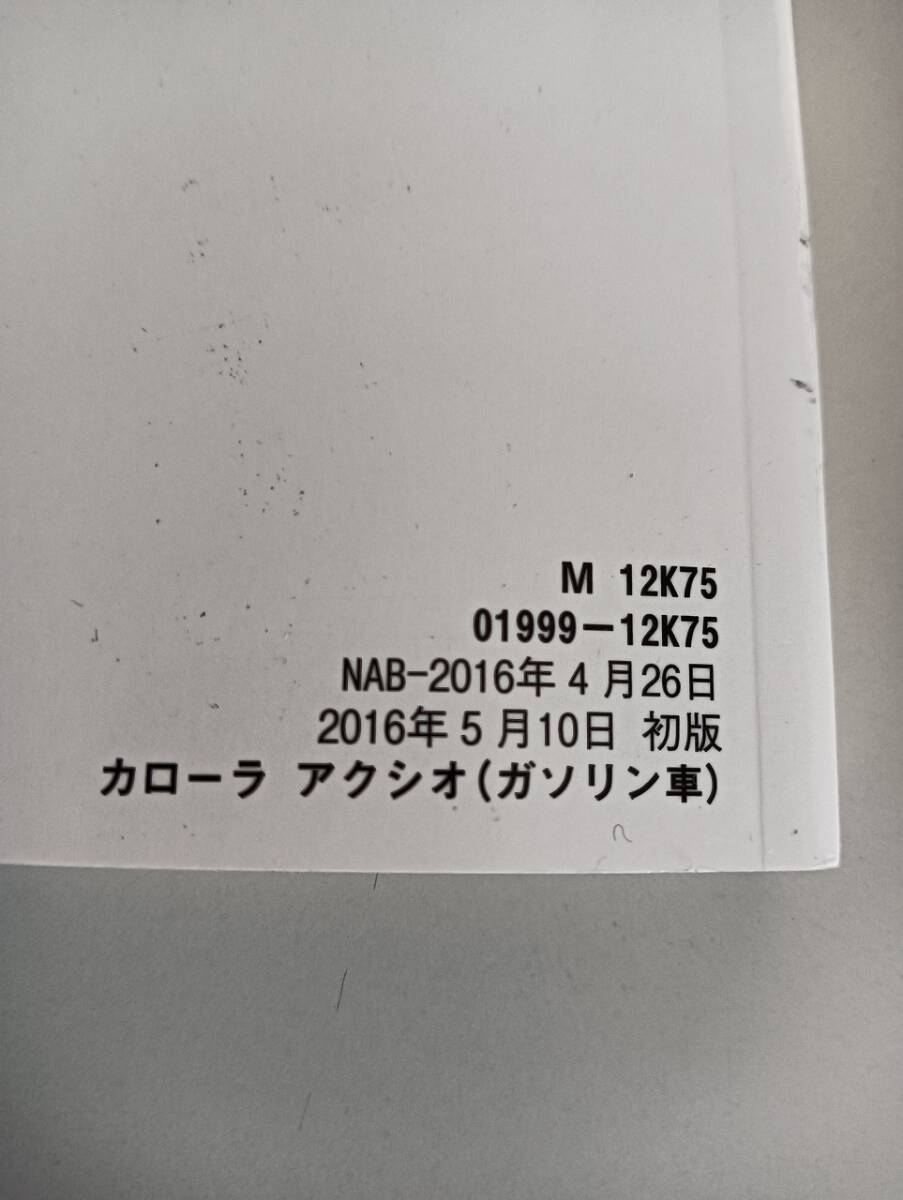 M 12K75
01999－12K75
NAB-2016年4月26日
2016年5月10日 初版
カローラ アクシオ(ガソリン車)